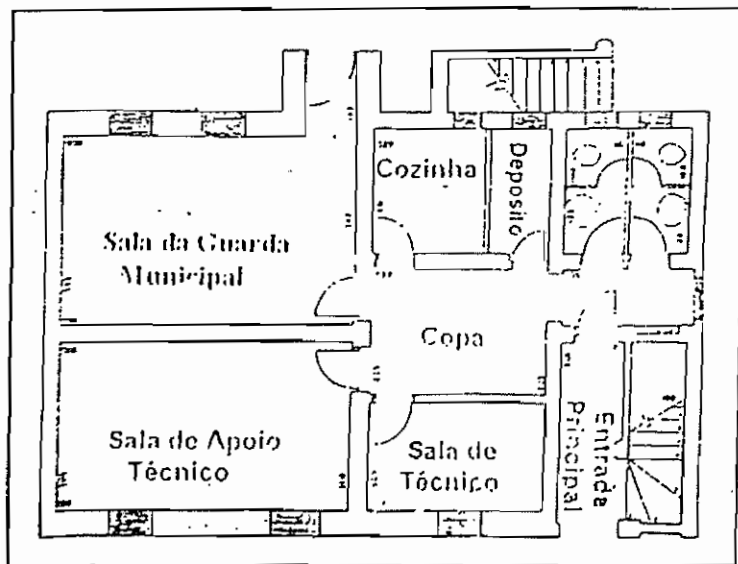 Cozinha
Deposito
Sala da Guarda
Municipal
Copa
Sala de Apoio
Técnico
Sala de
Técnico
Entrada
Principal